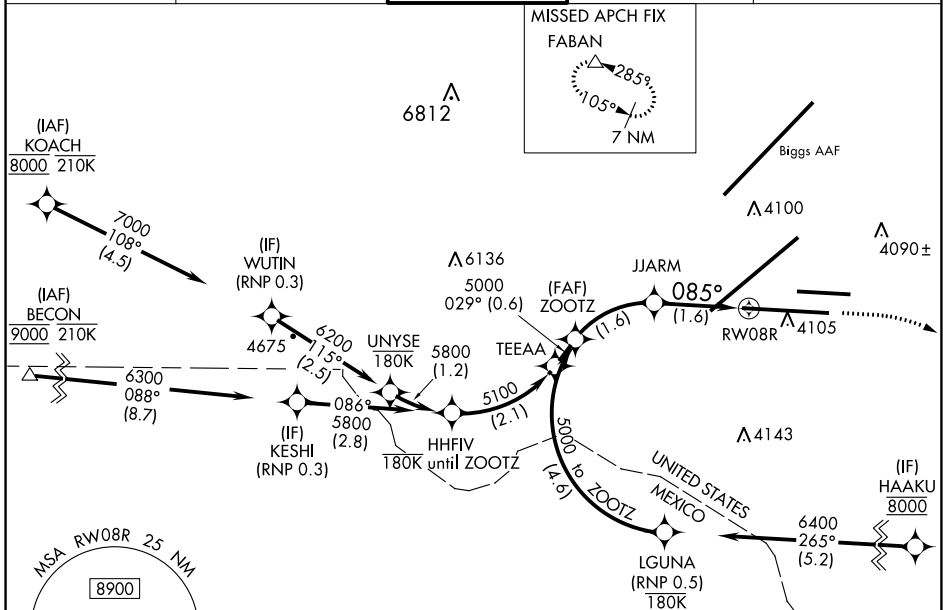 MISSED APCH FIX
FABAN
285°
105°
7 NM
6812
(IAF)
KOACH
8000 210K
7000
108°
(4.5)
Biggs AAF
4100
4090±
(IF)
WUTIN
(RNP 0.3)
6136
5000
029° (0.6)
(FAF)
ZOOTZ
JJARM
085°
(1.6)
(1.6)
RW08R
4105
(IAF)
BECON
9000 210K
4675
6200
115°
(2.5)
UNYSE
180K
5800
(1.2)
TEEAA
6300
088°
(8.7)
086°
5800
(2.8)
5100
(2.1)
(IF)
KESHI
(RNP 0.3)
HHFIV
180K until ZOOTZ
5000 to ZOOTZ
(4.6)
4143
UNITED STATES
MEXICO
(IF)
HAAKU
8000
6400
265°
(5.2)
LGUNA
(RNP 0.5)
180K
MSA RW08R 25 NM
8900